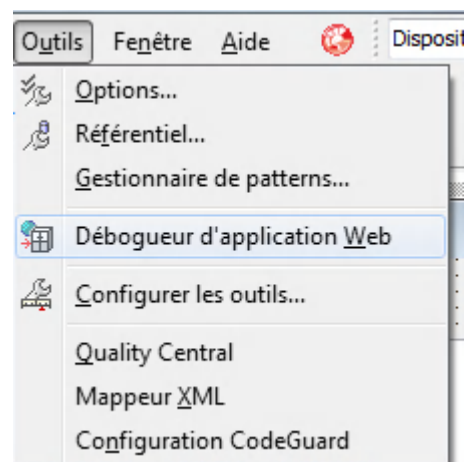 Outils Fenêtre Aide Disposit
Options...
Référentiel...
Gestionnaire de patterns...
Débogueur d'application Web
Configurer les outils...
Quality Central
Mappeur XML
Configuration CodeGuard